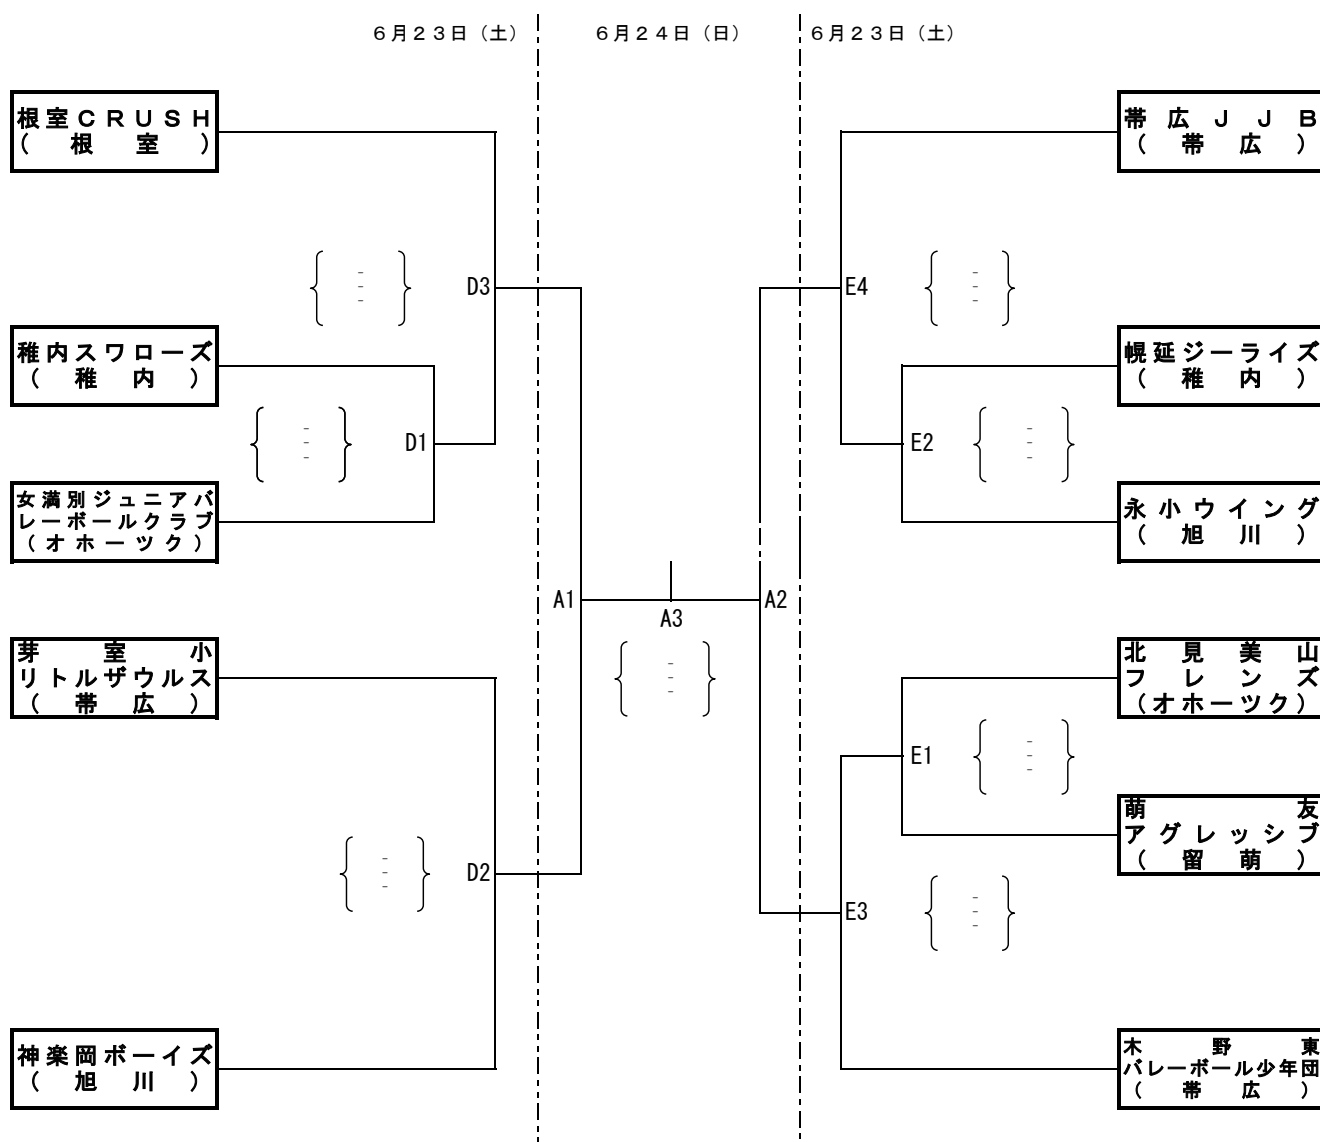 ６月２３日（土）
６月２４日（日）
６月２３日（土）
根室ＣＲＵＳＨ
（根室）
帯広ＪＪＢ
（帯広）
D3
E4
稚内スワローズ
（稚内）
幌延ジーライズ
（稚内）
D1
E2
女満別ジュニアバ
レーボールクラブ
（オホーツク）
永小ウイング
（旭川）
A1
A3
A2
芽室小
リトルザウルス
（帯広）
北見美山
フレンズ
（オホーツク）
E1
萌友
アグレッシブ
（留萌）
D2
E3
神楽岡ボーイズ
（旭川）
木野東
バレーボール少年団
（帯広）